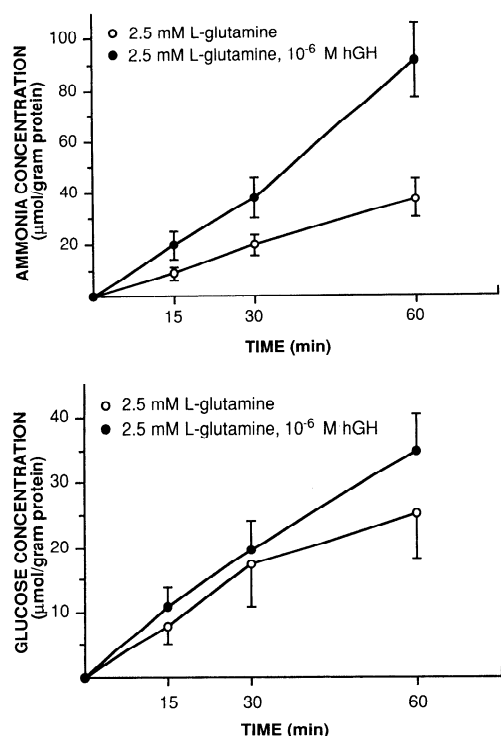 100
80
60
40
20
AMMONIA CONCENTRATION
(μmol/gram protein)
2.5 mM L-glutamine
2.5 mM L-glutamine, 10⁻⁶ M hGH
15 30 60
TIME (min)
40
30
20
10
GLUCOSE CONCENTRATION
(μmol/gram protein)
2.5 mM L-glutamine
2.5 mM L-glutamine, 10⁻⁶ M hGH
15 30 60
TIME (min)